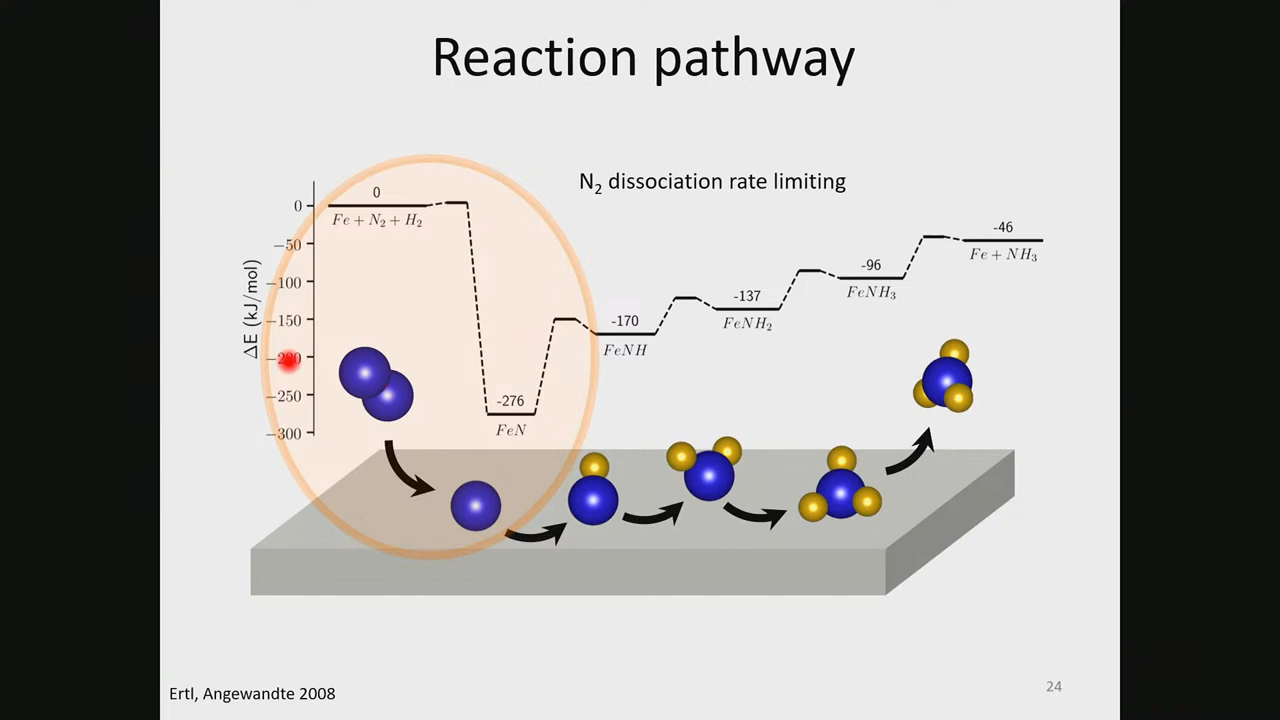 Reaction pathway
N₂ dissociation rate limiting
ΔE (kJ/mol)
0
−50
−100
−150
−250
−300
0
Fe + N₂ + H₂
-276
FeN
-170
FeNH
-137
FeNH₂
-96
FeNH₃
-46
Fe + NH₃
Ertl, Angewandte 2008
24